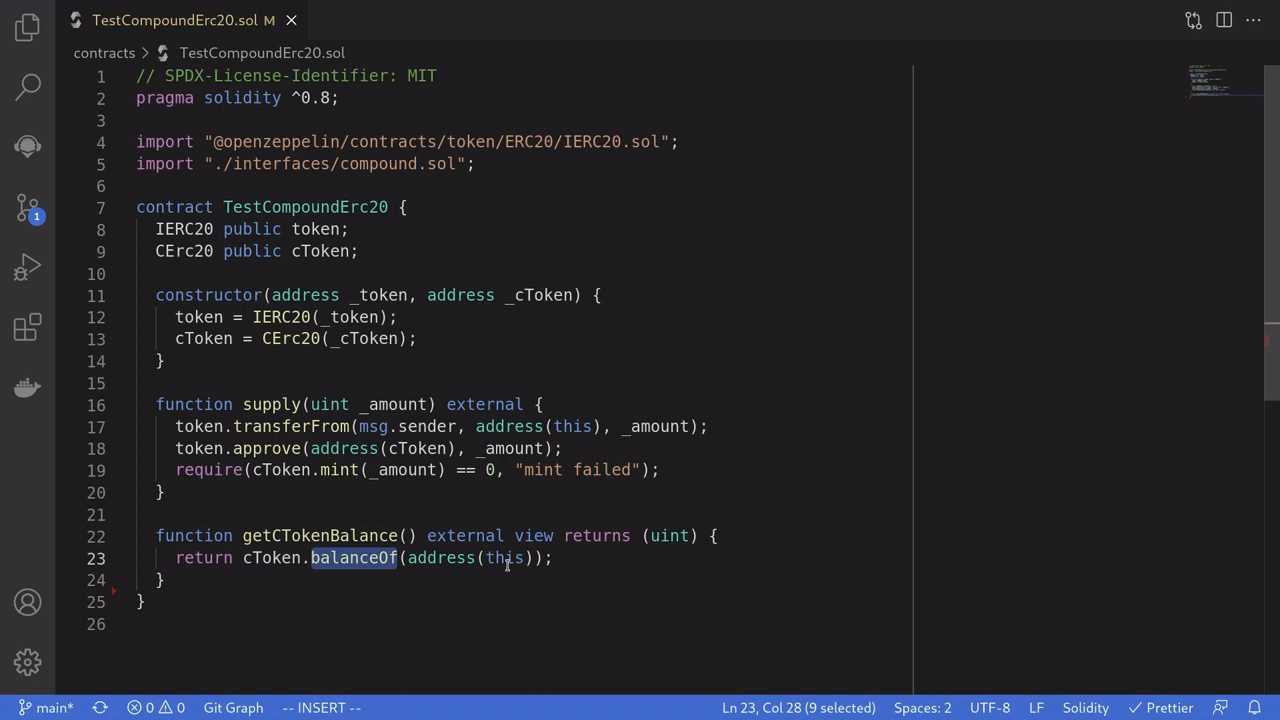 TestCompoundErc20.sol M
contracts > TestCompoundErc20.sol
1 // SPDX-License-Identifier: MIT
2 pragma solidity ^0.8;
3
4 import "@openzeppelin/contracts/token/ERC20/IERC20.sol";
5 import "./interfaces/compound.sol";
6
7 contract TestCompoundErc20 {
8 IERC20 public token;
9 CErc20 public cToken;
10
11 constructor(address _token, address _cToken) {
12 token = IERC20(_token);
13 cToken = CErc20(_cToken);
14 }
15
16 function supply(uint _amount) external {
17 token.transferFrom(msg.sender, address(this), _amount);
18 token.approve(address(cToken), _amount);
19 require(cToken.mint(_amount) == 0, "mint failed");
20 }
21
22 function getCTokenBalance() external view returns (uint) {
23 return cToken.balanceOf(address(this));
24 }
25 }
26
1
main* 0 0 Git Graph -- INSERT -- Ln 23, Col 28 (9 selected) Spaces: 2 UTF-8 LF Solidity Prettier